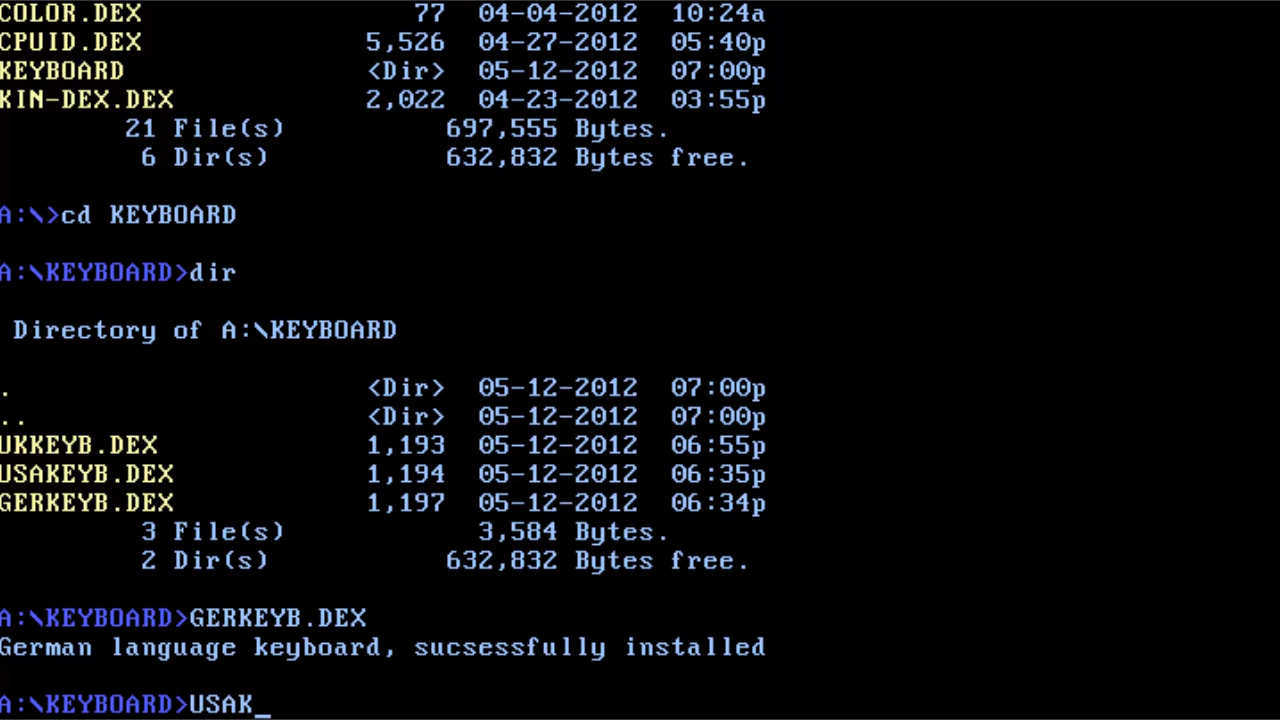 COLOR.DEX 77 04-04-2012 10:24a
CPUID.DEX 5,526 04-27-2012 05:40p
KEYBOARD <Dir> 05-12-2012 07:00p
KIN-DEX.DEX 2,022 04-23-2012 03:55p
21 File(s) 697,555 Bytes.
6 Dir(s) 632,832 Bytes free.
A:\>cd KEYBOARD
A:\KEYBOARD>dir
Directory of A:\KEYBOARD
. <Dir> 05-12-2012 07:00p
.. <Dir> 05-12-2012 07:00p
UKKEYB.DEX 1,193 05-12-2012 06:55p
USAKEYB.DEX 1,194 05-12-2012 06:35p
GERKEYB.DEX 1,197 05-12-2012 06:34p
3 File(s) 3,584 Bytes.
2 Dir(s) 632,832 Bytes free.
A:\KEYBOARD>GERKEYB.DEX
German language keyboard, sucsessfully installed
A:\KEYBOARD>USAK_